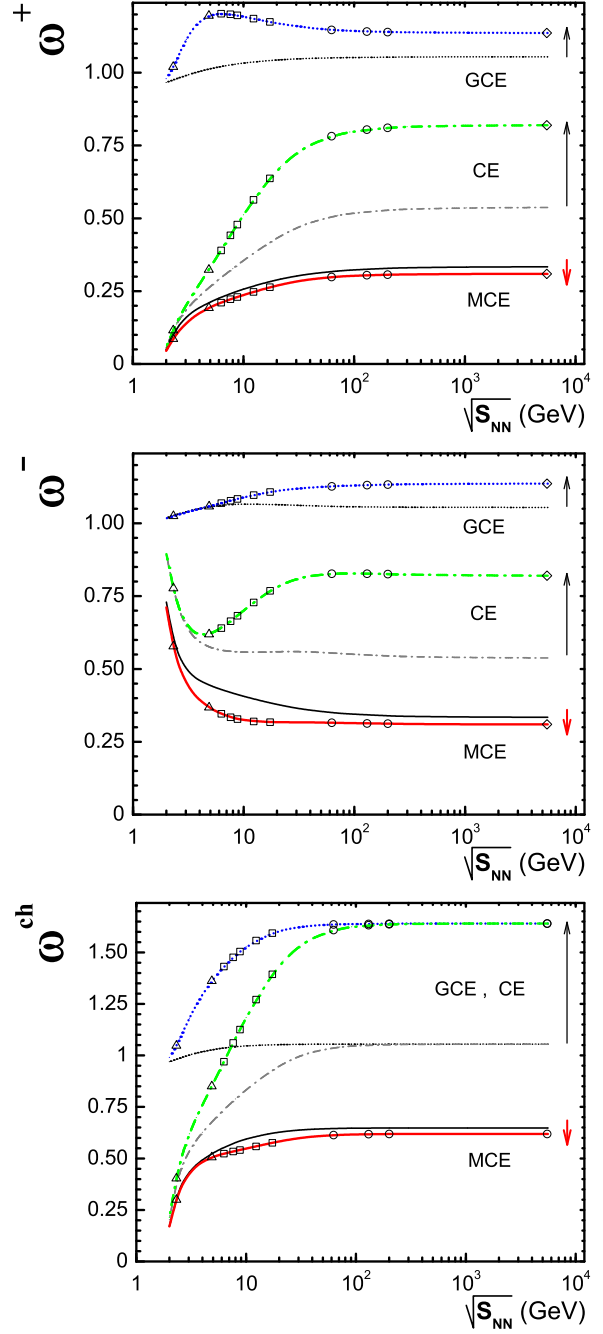 ω⁺
1.00
0.75
0.50
0.25
0
GCE
CE
MCE
1 10 10² 10³ 10⁴
√S_NN (GeV)
ω⁻
1.00
0.75
0.50
0.25
0
GCE
CE
MCE
1 10 10² 10³ 10⁴
√S_NN (GeV)
ω^ch
1.50
1.25
1
0.75
0.50
0.25
0
GCE , CE
MCE
1 10 10² 10³ 10⁴
√S_NN (GeV)